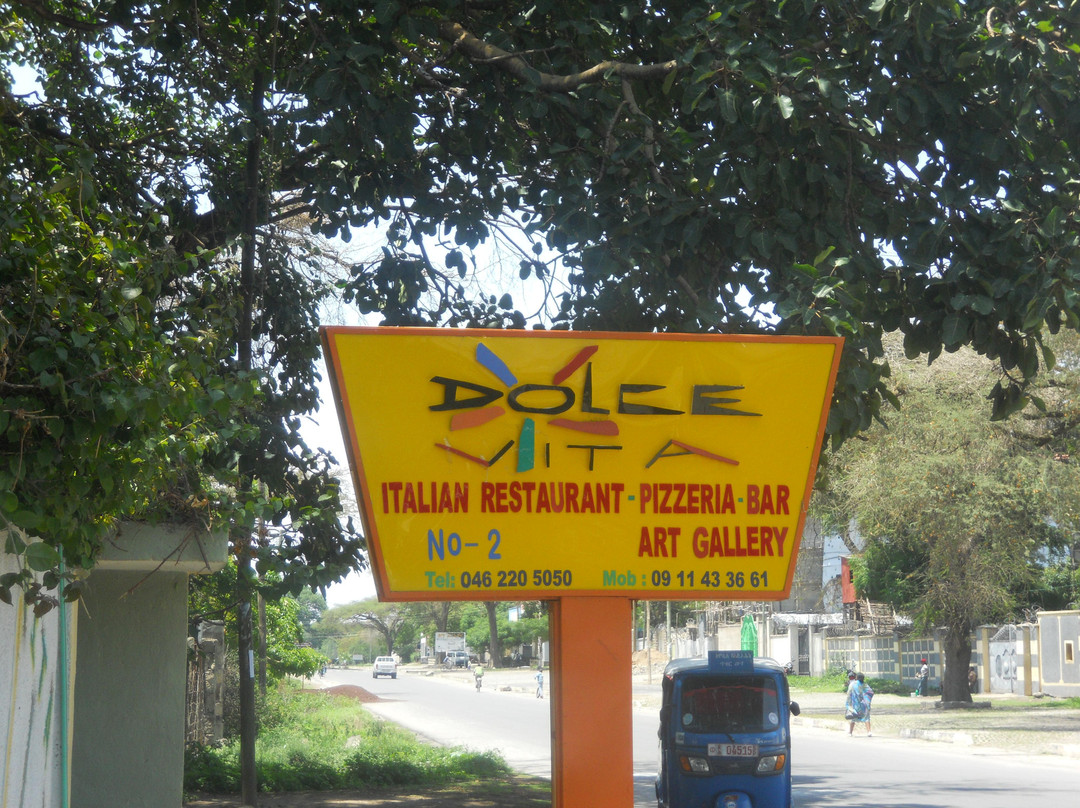 DOLCE
VITA
ITALIAN RESTAURANT - PIZZERIA - BAR
No- 2 ART GALLERY
Tel: 046 220 5050 Mob : 09 11 43 36 61